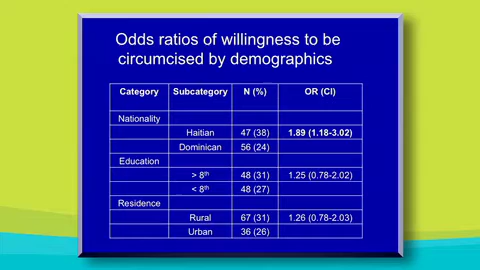 Odds ratios of willingness to be
circumcised by demographics
Category Subcategory N (%) OR (CI)
Nationality
Haitian 47 (38) 1.89 (1.18-3.02)
Dominican 56 (24)
Education
> 8th 48 (31) 1.25 (0.78-2.02)
< 8th 48 (27)
Residence
Rural 67 (31) 1.26 (0.78-2.03)
Urban 36 (26)